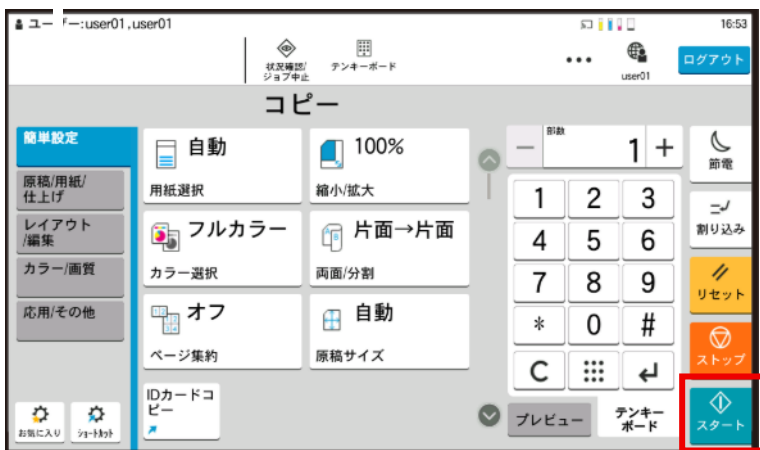 ユーザー:user01,user01
16:53
状況確認/
ジョブ中止
テンキーボード
user01
ログアウト
コピー
簡単設定
原稿/用紙/
仕上げ
レイアウト
/編集
カラー/画質
応用/その他
お気に入り
ショートカット
自動
用紙選択
100%
縮小/拡大
フルカラー
カラー選択
片面→片面
両面/分割
オフ
ページ集約
自動
原稿サイズ
IDカードコ
ピー
部数
1
1 2 3
4 5 6
7 8 9
* 0 #
C
プレビュー
テンキー
ボード
節電
割り込み
リセット
ストップ
スタート